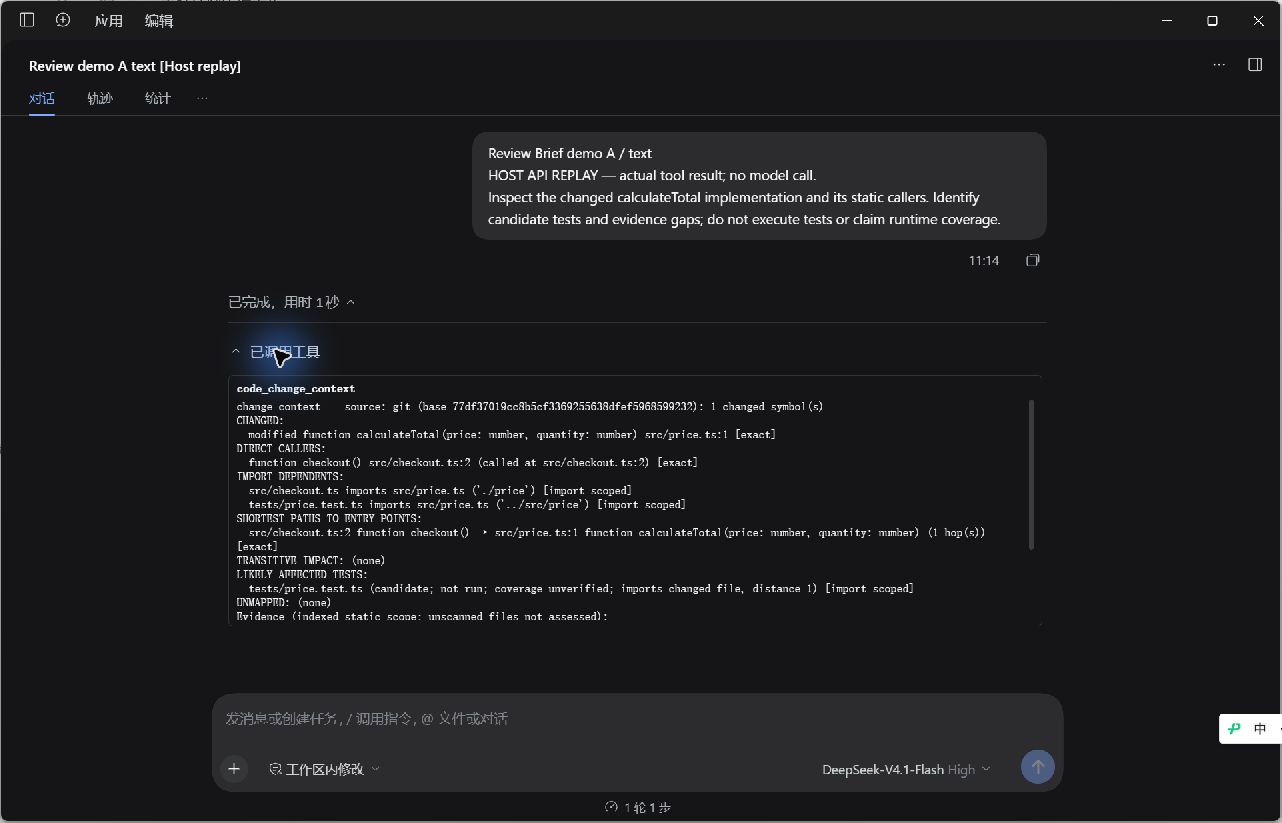 应用 编辑
Review demo A text [Host replay]
对话 轨迹 统计 ...
Review Brief demo A / text
HOST API REPLAY — actual tool result; no model call.
Inspect the changed calculateTotal implementation and its static callers. Identify
candidate tests and evidence gaps; do not execute tests or claim runtime coverage.
11:14
已完成，用时 1 秒
已调用工具
code_change_context
change context   source: git (base 77df37019cc8b5cf3369255638dfef5968599232): 1 changed symbol(s)
CHANGED:
modified function calculateTotal(price: number, quantity: number) src/price.ts:1 [exact]
DIRECT CALLERS:
function checkout() src/checkout.ts:2 (called at src/checkout.ts:2) [exact]
IMPORT DEPENDENTS:
src/checkout.ts imports src/price.ts (`./price`) [import scoped]
tests/price.test.ts imports src/price.ts (`../src/price`) [import scoped]
SHORTEST PATHS TO ENTRY POINTS:
src/checkout.ts:2 function checkout() → src/price.ts:1 function calculateTotal(price: number, quantity: number) (1 hop(s))
[exact]
TRANSITIVE IMPACT: (none)
LIKELY AFFECTED TESTS:
tests/price.test.ts (candidate; not run; coverage unverified; imports changed file, distance 1) [import scoped]
UNMAPPED: (none)
Evidence (indexed static scope; unscanned files not assessed):
发消息或创建任务, / 调用指令, @ 文件或对话
工作区内修改
DeepSeek-V4.1-Flash High
1 轮 1 步
中